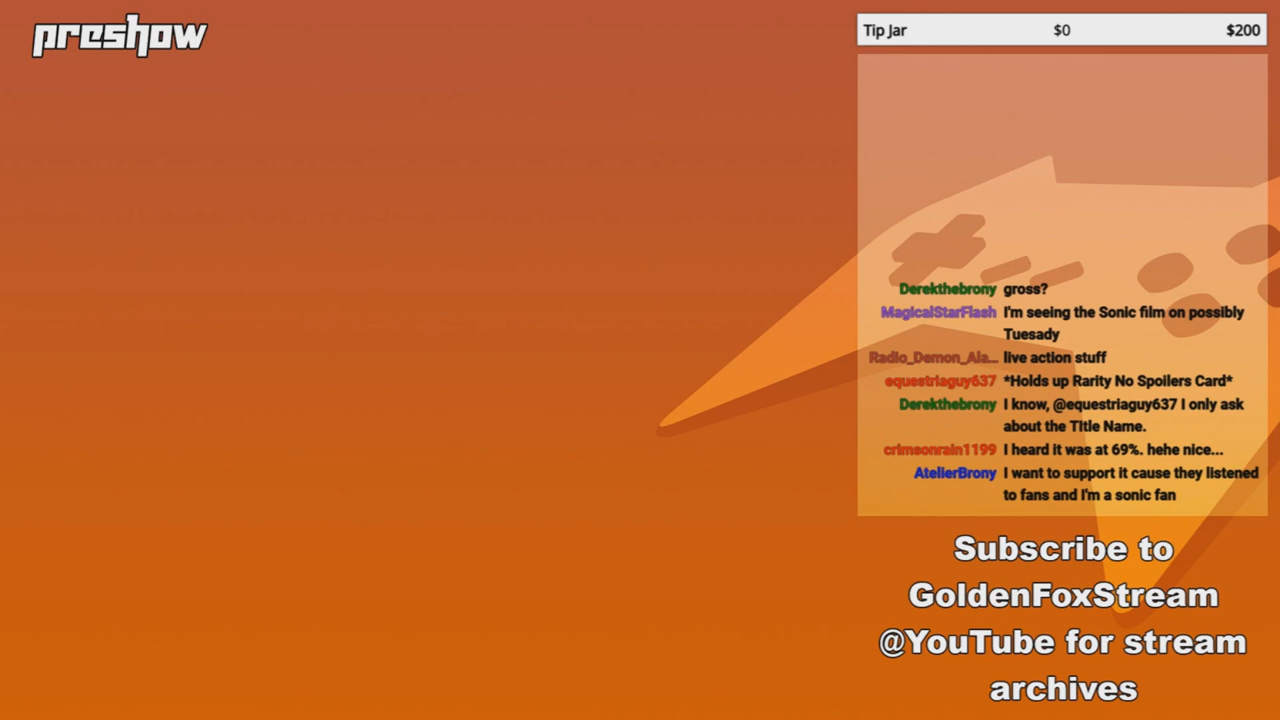 preshow
Tip Jar $0 $200
Derekthebrony gross?
MagicalStarFlash I'm seeing the Sonic film on possibly
Tuesady
Radio_Demon_Ala... live action stuff
equestriaguy637 *Holds up Rarity No Spoilers Card*
Derekthebrony I know, @equestriaguy637 I only ask
about the TItle Name.
crimsonrain1199 I heard it was at 69%. hehe nice...
AtelierBrony I want to support it cause they listened
to fans and I'm a sonic fan
Subscribe to
GoldenFoxStream
@YouTube for stream
archives